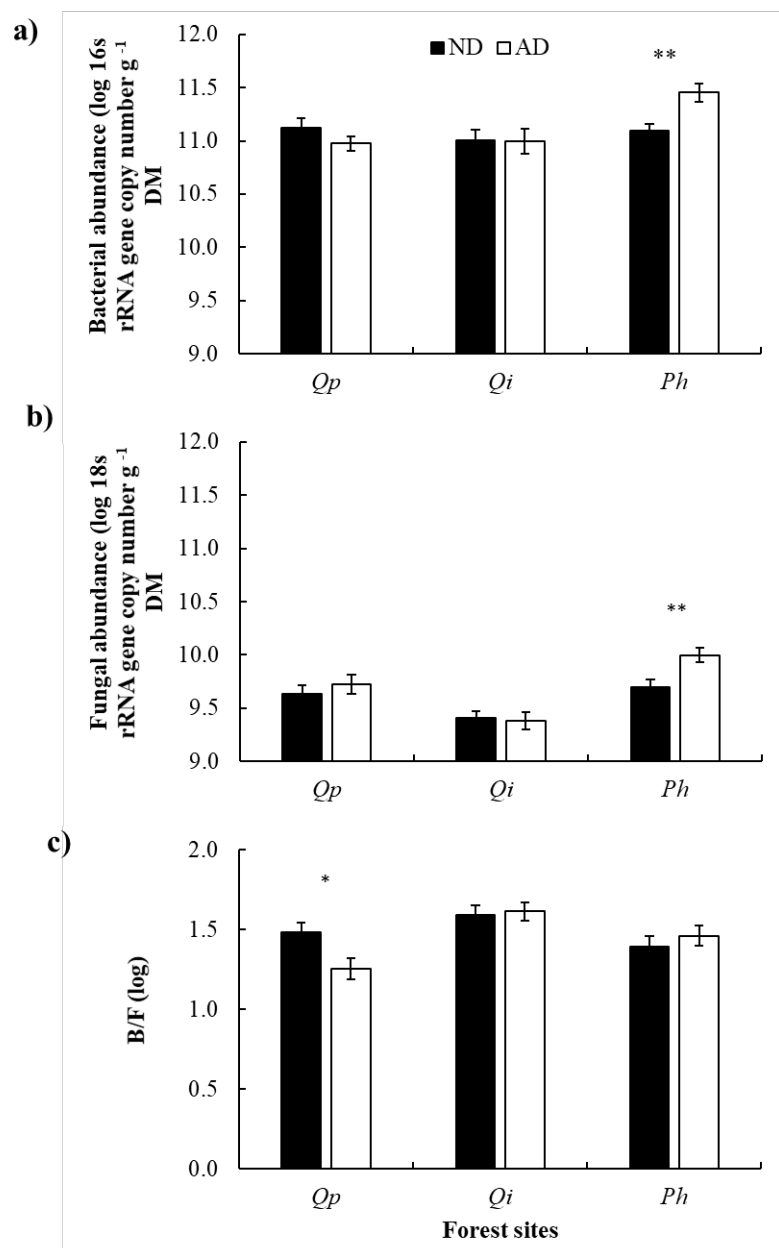 a)
Bacterial abundance (log 16s
rRNA gene copy number g -1
DM
12.0
11.5
11.0
10.5
10.0
9.5
9.0
ND AD
**
Qp Qi Ph
b)
Fungal abundance (log 18s
rRNA gene copy number g -1
DM
12.0
11.5
11.0
10.5
10.0
9.5
9.0
**
Qp Qi Ph
c)
B/F (log)
2.0
1.5
1.0
0.5
0.0
*
Qp Qi Ph
Forest sites